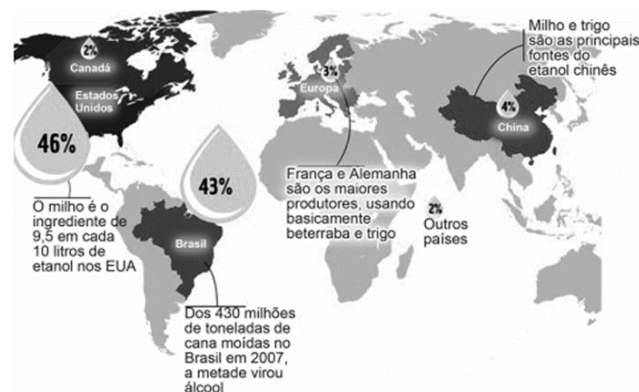 2%
Canadá
Estados
Unidos
46%
O milho é o
ingrediente de
9,5 em cada
10 litros de
etanol nos EUA
43%
Brasil
Dos 430 milhões
de toneladas de
cana moídas no
Brasil em 2007,
a metade virou
álcool
3%
Europa
França e Alemanha
são os maiores
produtores, usando
basicamente
beterraba e trigo
Milho e trigo
são as principais
fontes do
etanol chinês
4%
China
2%
Outros
países